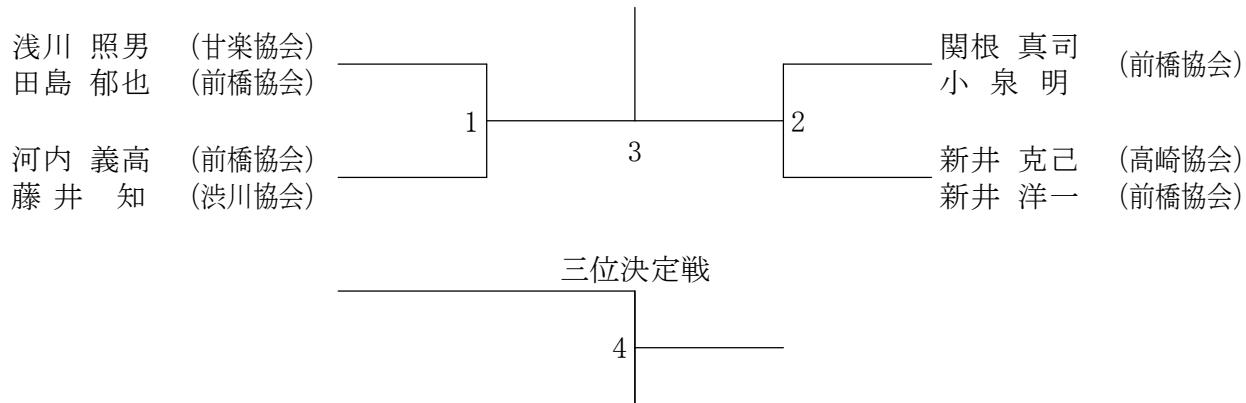 浅川 照男 (甘楽協会)
田島 郁也 (前橋協会)
1
河内 義高 (前橋協会)
藤井 知 (渋川協会)
3
関根 真司
小泉 明
(前橋協会)
2
新井 克己 (高崎協会)
新井 洋一 (前橋協会)
三位決定戦
4